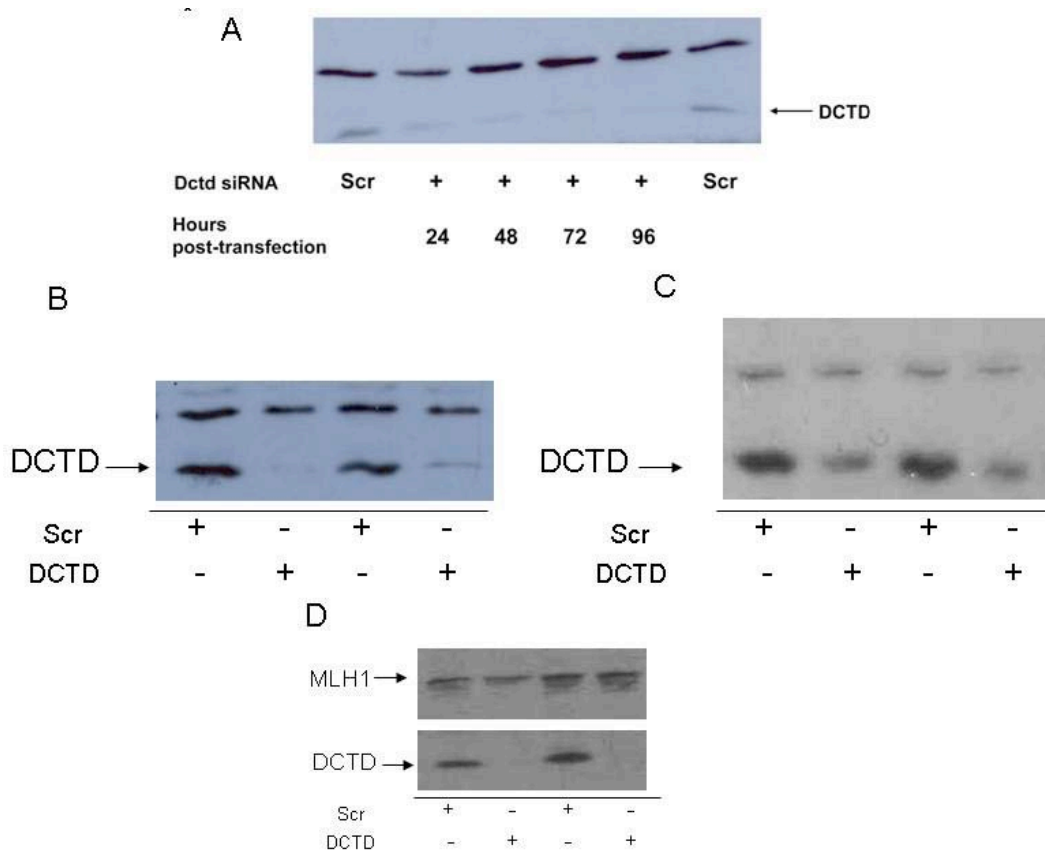 A
DCTD
Dctd siRNA Scr + + + + Scr
Hours
post-transfection 24 48 72 96
B
C
DCTD
DCTD
Scr + - + -
DCTD - + - +
Scr + - + -
DCTD - + - +
D
MLH1
DCTD
Scr + - + -
DCTD - + - +